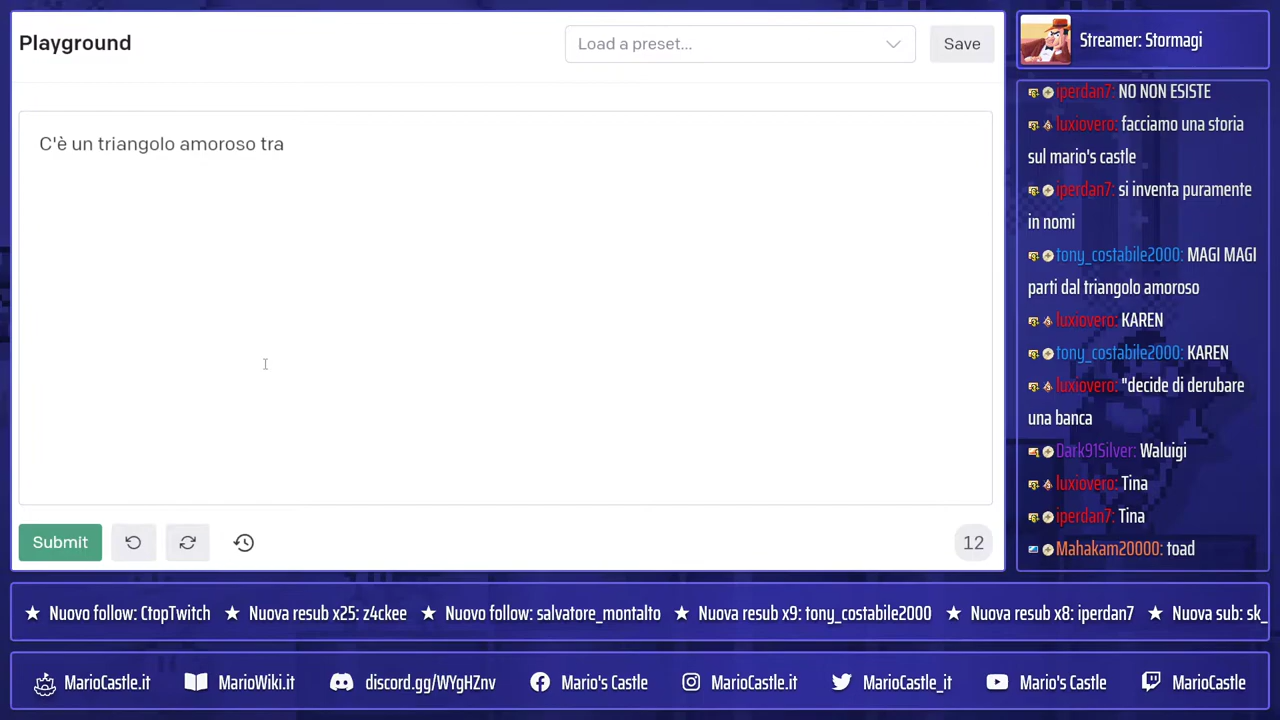 Playground
Load a preset...
Save
C'è un triangolo amoroso tra
Submit
12
Streamer: Stormagi
iperdan7: NO NON ESISTE
luxiovero: facciamo una storia
sul mario's castle
iperdan7: si inventa puramente
in nomi
tony_costabile2000: MAGI MAGI
parti dal triangolo amoroso
luxiovero: KAREN
tony_costabile2000: KAREN
luxiovero: "decide di derubare
una banca
Dark91Silver: Waluigi
luxiovero: Tina
iperdan7: Tina
Mahakam20000: toad
★ Nuovo follow: CtopTwitch ★ Nuova resub x25: z4ckee ★ Nuovo follow: salvatore_montalto ★ Nuova resub x9: tony_costabile2000 ★ Nuova resub x8: iperdan7 ★ Nuova sub: sk_
MarioCastle.it MarioWiki.it discord.gg/WYgHZnv Mario's Castle MarioCastle.it MarioCastle_it Mario's Castle MarioCastle